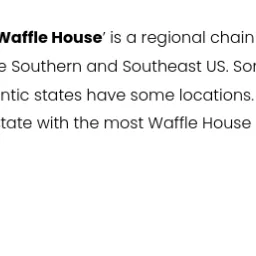 Waffle House' is a regional chain
e Southern and Southeast US. Sor
ntic states have some locations.
tate with the most Waffle House